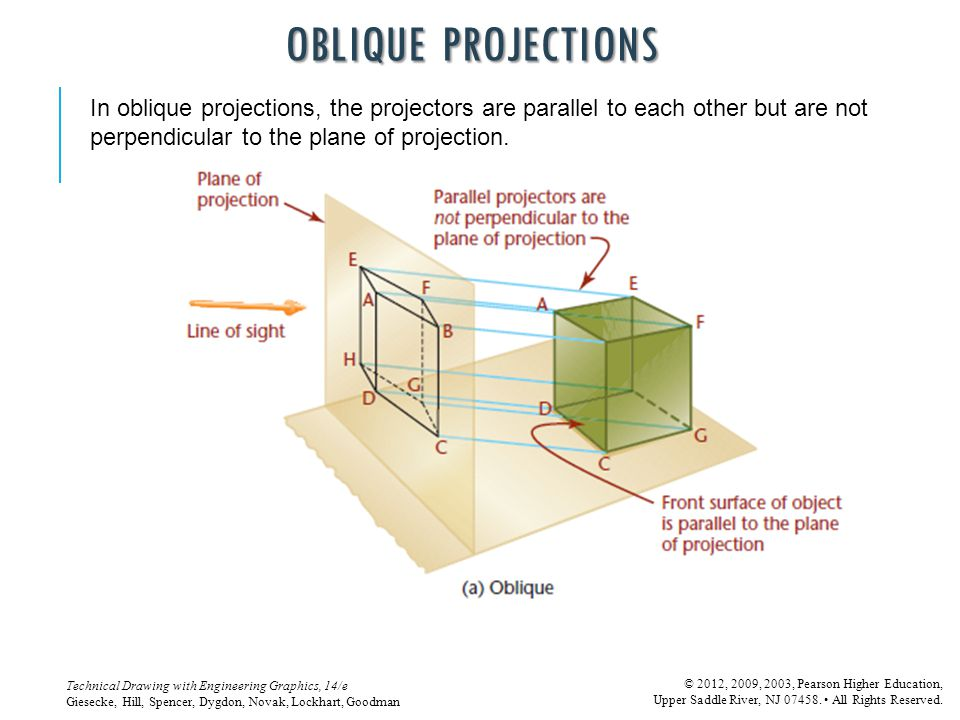 OBLIQUE PROJECTIONS
In oblique projections, the projectors are parallel to each other but are not
perpendicular to the plane of projection.
Plane of
projection
Parallel projectors are
not perpendicular to the
plane of projection
E
A
F
B
H
G
D
C
Line of sight
E
A
F
D
G
C
Front surface of object
is parallel to the plane
of projection
(a) Oblique
Technical Drawing with Engineering Graphics, 14/e
Giesecke, Hill, Spencer, Dygdon, Novak, Lockhart, Goodman
© 2012, 2009, 2003, Pearson Higher Education,
Upper Saddle River, NJ 07458. • All Rights Reserved.